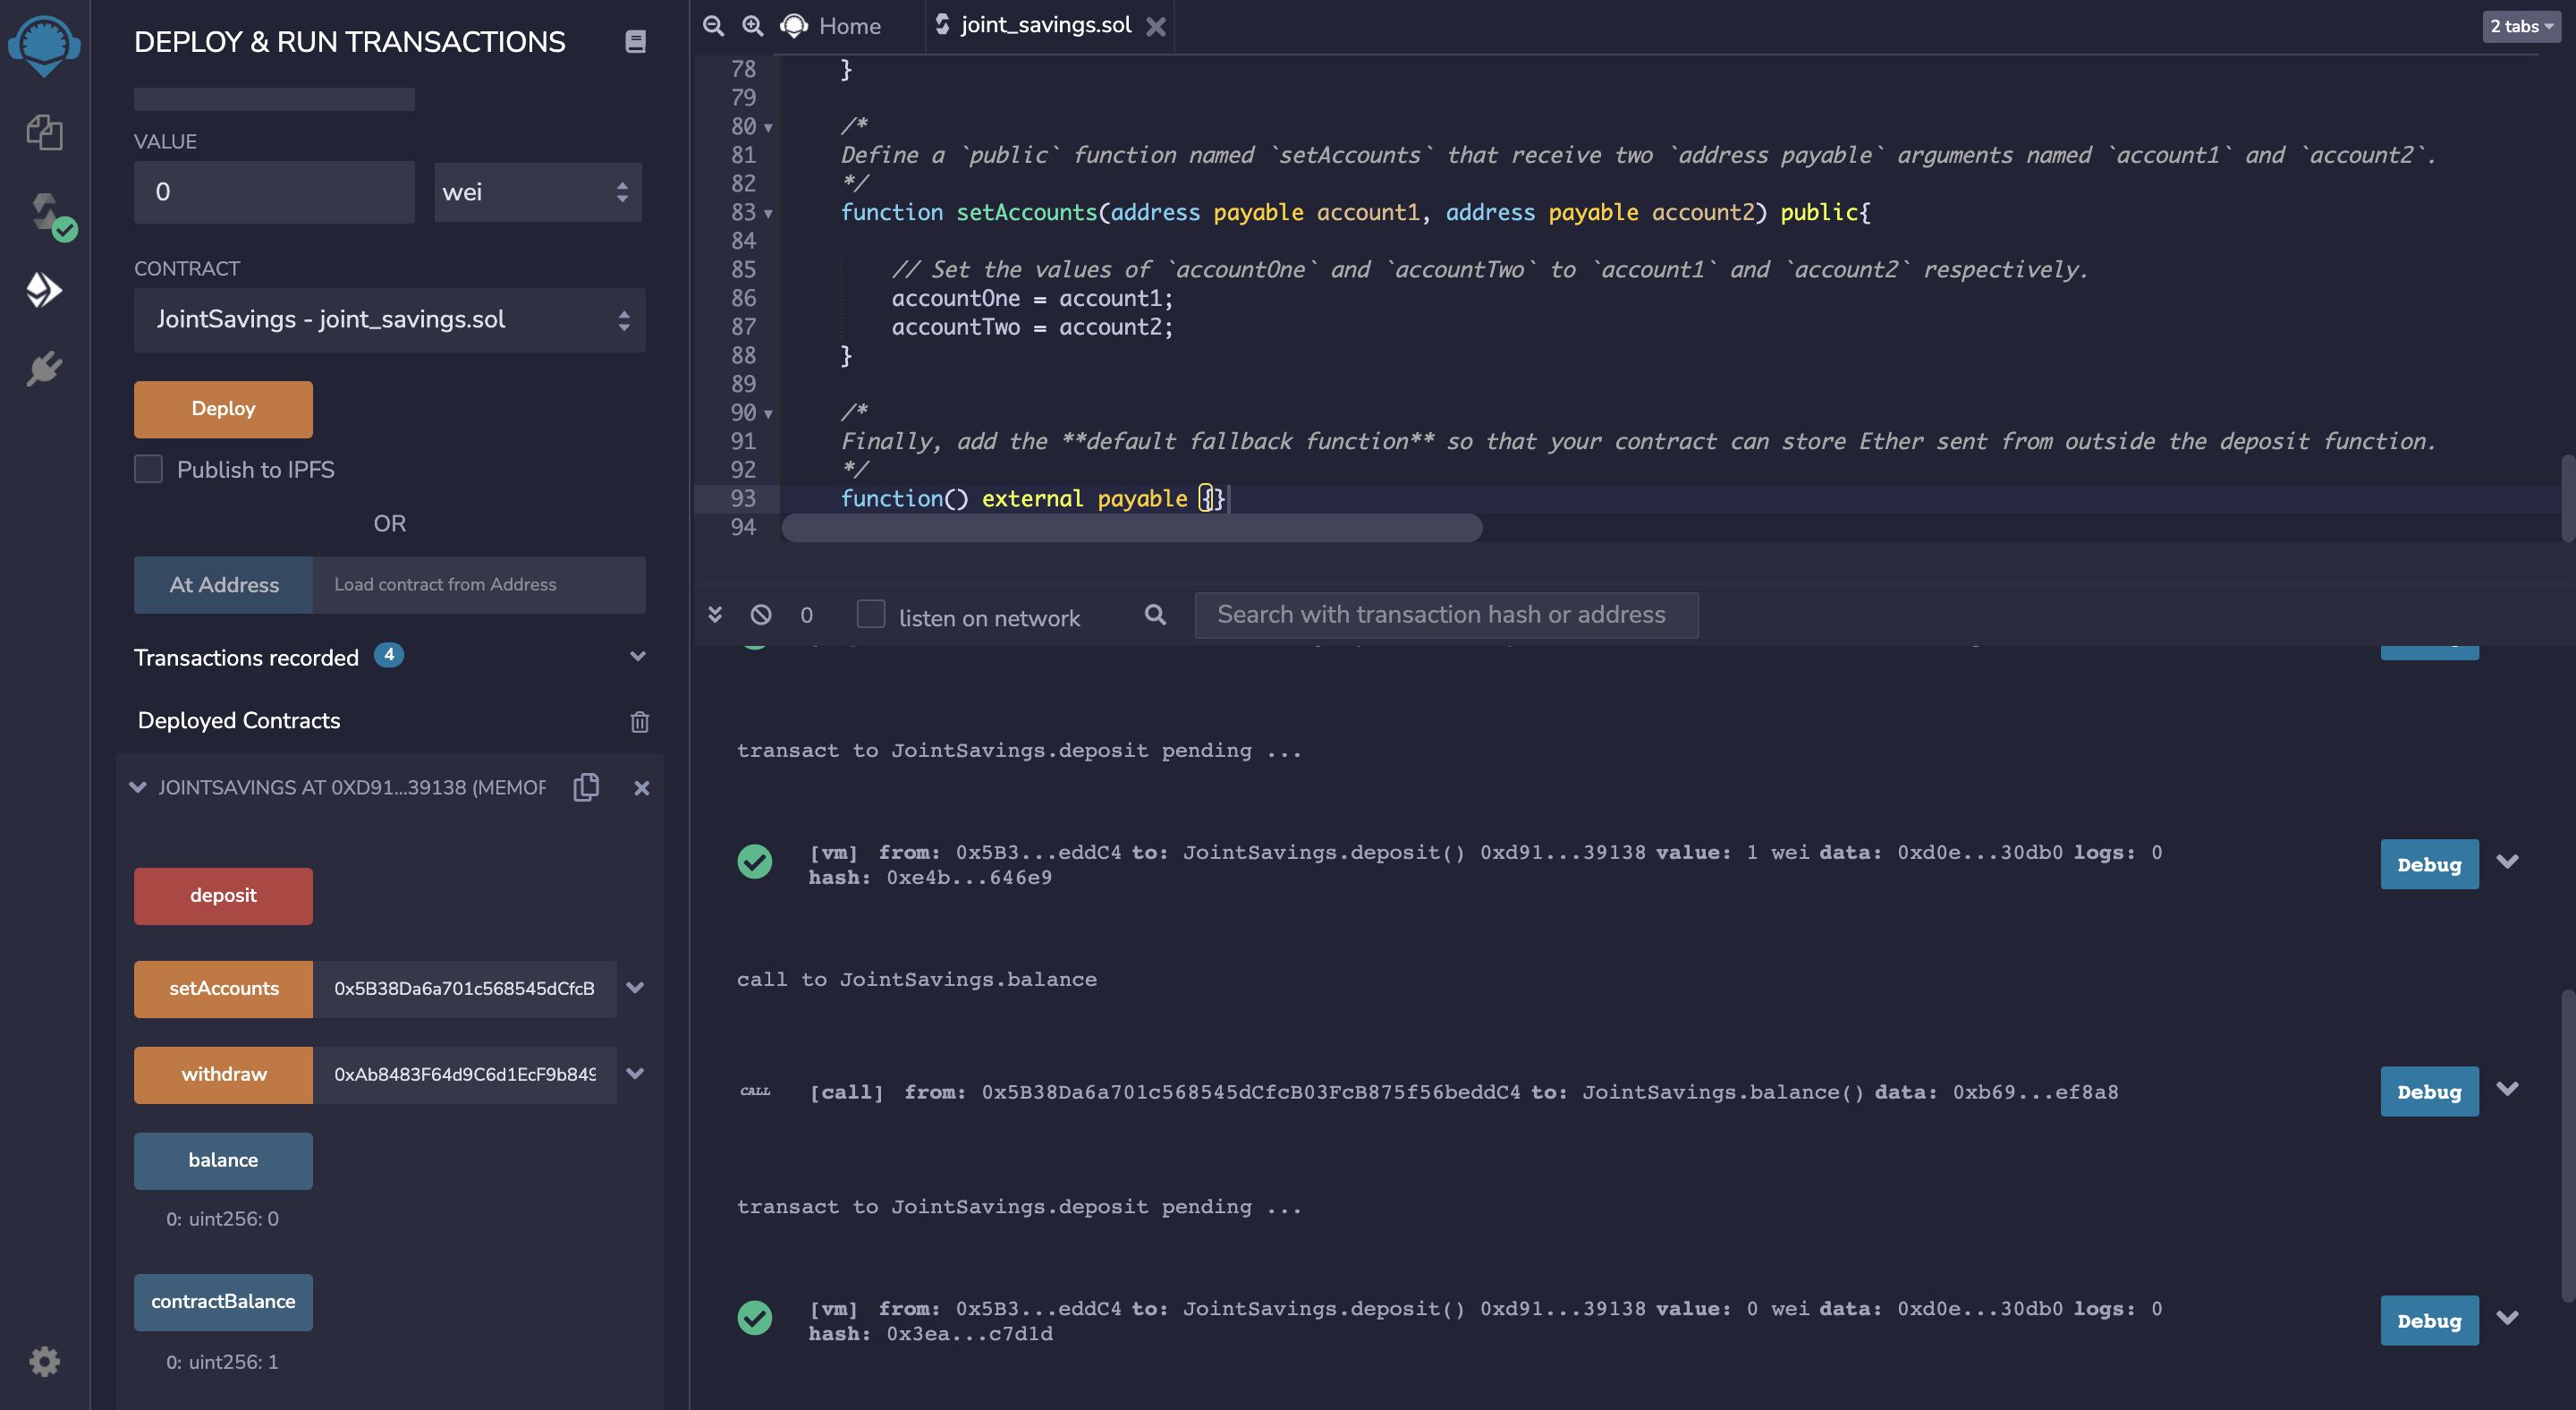 DEPLOY & RUN TRANSACTIONS
VALUE
0
wei
CONTRACT
JointSavings - joint_savings.sol
Deploy
Publish to IPFS
OR
At Address
Load contract from Address
Transactions recorded 4
Deployed Contracts
JOINTSAVINGS AT 0XD91...39138 (MEMOR
deposit
setAccounts 0x5B38Da6a701c568545dCfcB
withdraw 0xAb8483F64d9C6d1EcF9b849
balance
0: uint256: 0
contractBalance
0: uint256: 1
Home
joint_savings.sol
2 tabs
78 }
79
80 /*
81 Define a `public` function named `setAccounts` that receive two `address payable` arguments named `account1` and `account2`.
82 */
83 function setAccounts(address payable account1, address payable account2) public{
84
85 // Set the values of `accountOne` and `accountTwo` to `account1` and `account2` respectively.
86 accountOne = account1;
87 accountTwo = account2;
88 }
89
90 /*
91 Finally, add the **default fallback function** so that your contract can store Ether sent from outside the deposit function.
92 */
93 function() external payable {}
94
0 listen on network Search with transaction hash or address
transact to JointSavings.deposit pending ...
[vm] from: 0x5B3...eddC4 to: JointSavings.deposit() 0xd91...39138 value: 1 wei data: 0xd0e...30db0 logs: 0
hash: 0xe4b...646e9
Debug
call to JointSavings.balance
CALL [call] from: 0x5B38Da6a701c568545dCfcB03FcB875f56beddC4 to: JointSavings.balance() data: 0xb69...ef8a8
Debug
transact to JointSavings.deposit pending ...
[vm] from: 0x5B3...eddC4 to: JointSavings.deposit() 0xd91...39138 value: 0 wei data: 0xd0e...30db0 logs: 0
hash: 0x3ea...c7d1d
Debug